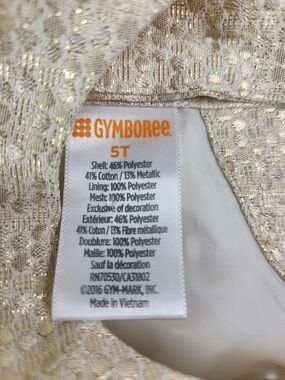 GYMBOREE
5T
Shell: 46% Polyester
41% Cotton / 13% Metallic
Lining: 100% Polyester
Mesh: 100% Polyester
Exclusive of decoration
Extérieur: 46% Polyester
41% Coton / 13% Fibre métallique
Doublure: 100% Polyester
Maille: 100% Polyester
Sauf la décoration
RN70530/CA31802
©2016 GYM-MARK, INC.
Made in Vietnam